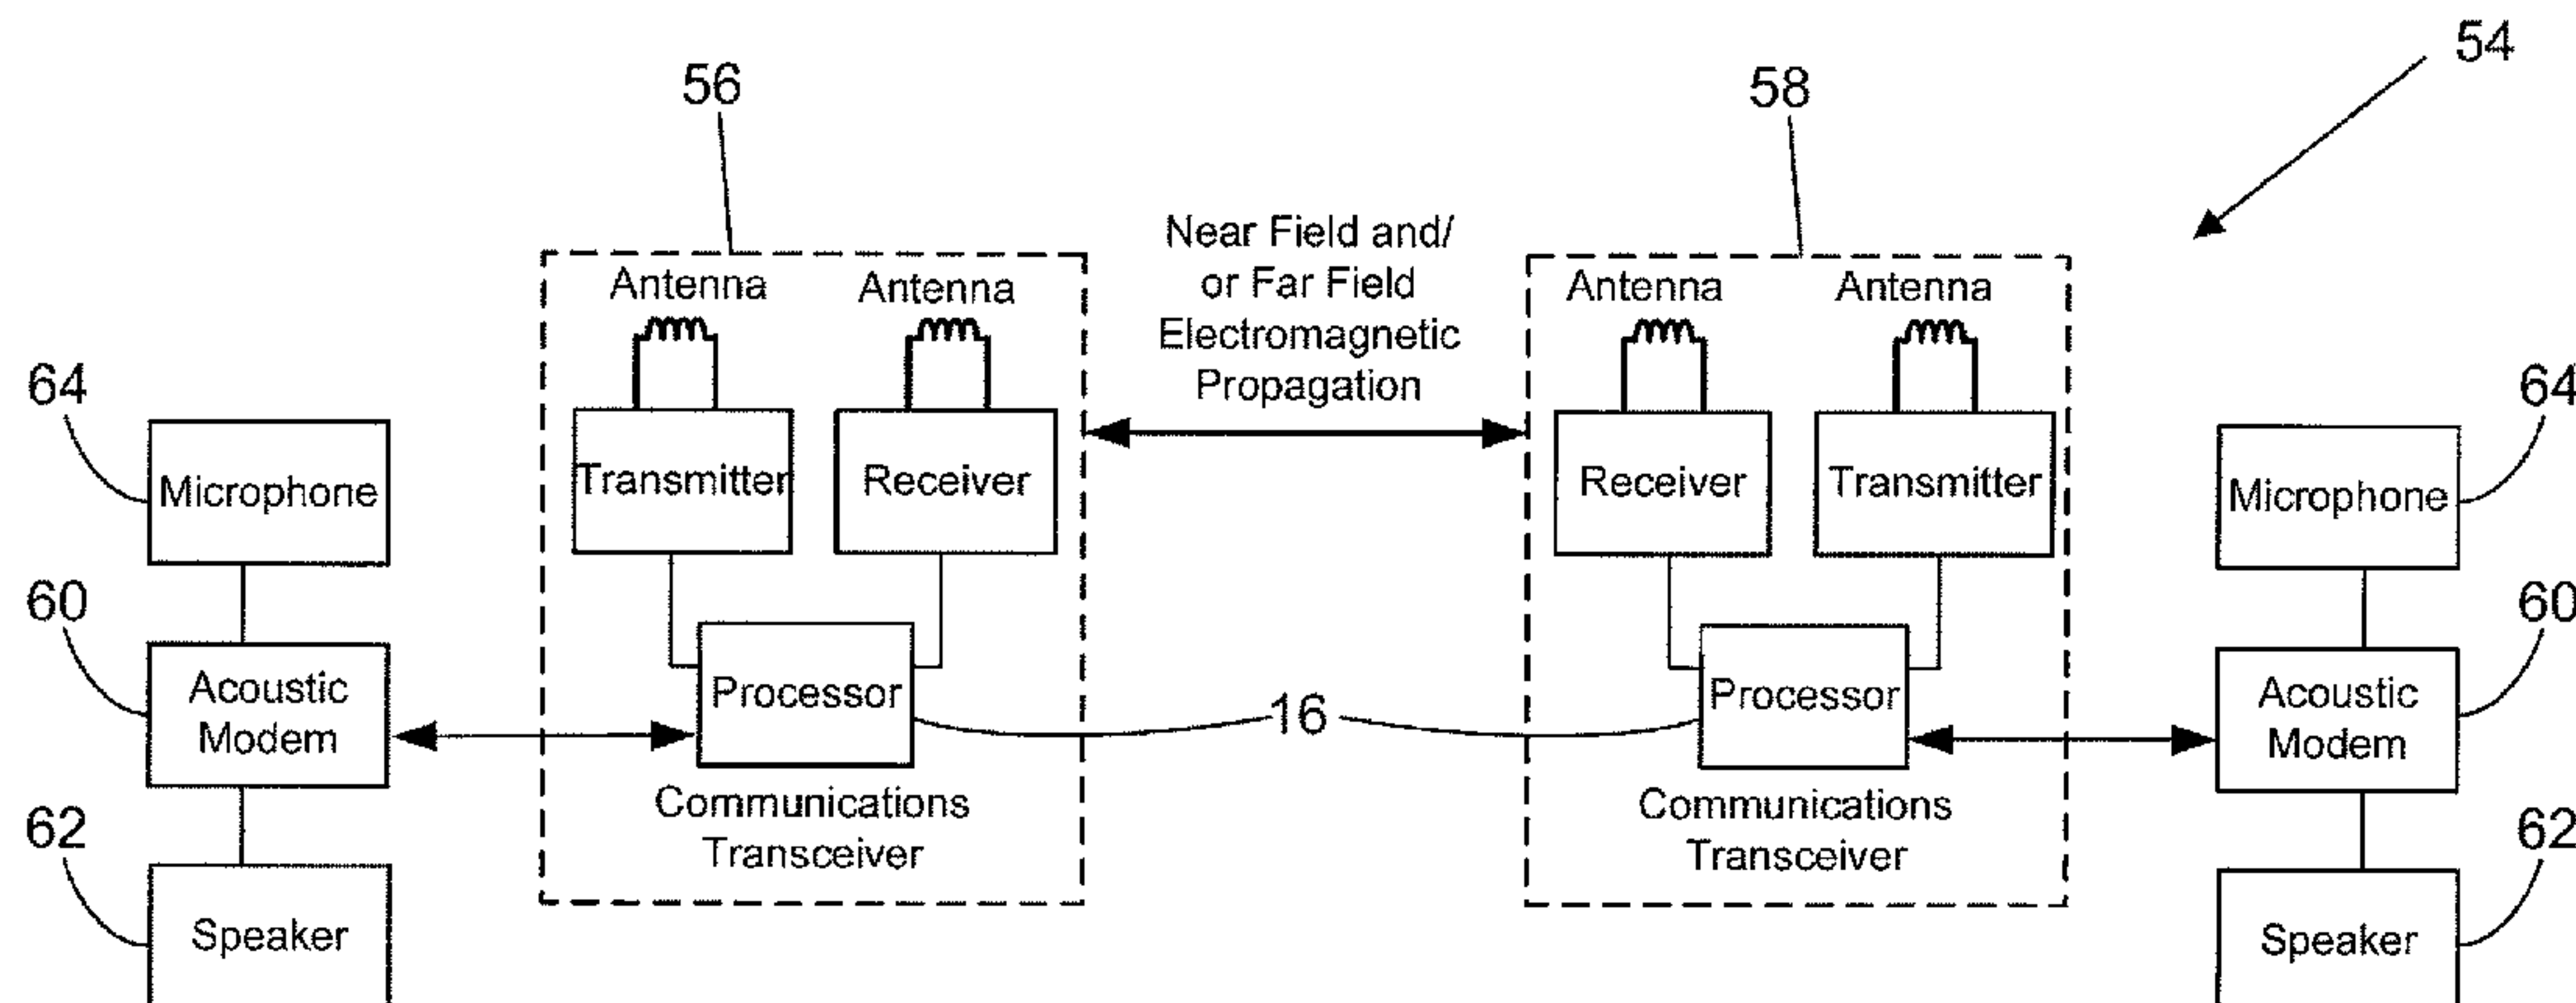 54
56
58
Near Field and/
or Far Field
Electromagnetic
Propagation
Antenna
Antenna
Antenna
Antenna
64
64
Microphone
Transmitter
Receiver
Receiver
Transmitter
Microphone
60
60
Acoustic
Modem
Processor
16
Processor
Acoustic
Modem
Communications
Transceiver
Communications
Transceiver
62
62
Speaker
Speaker